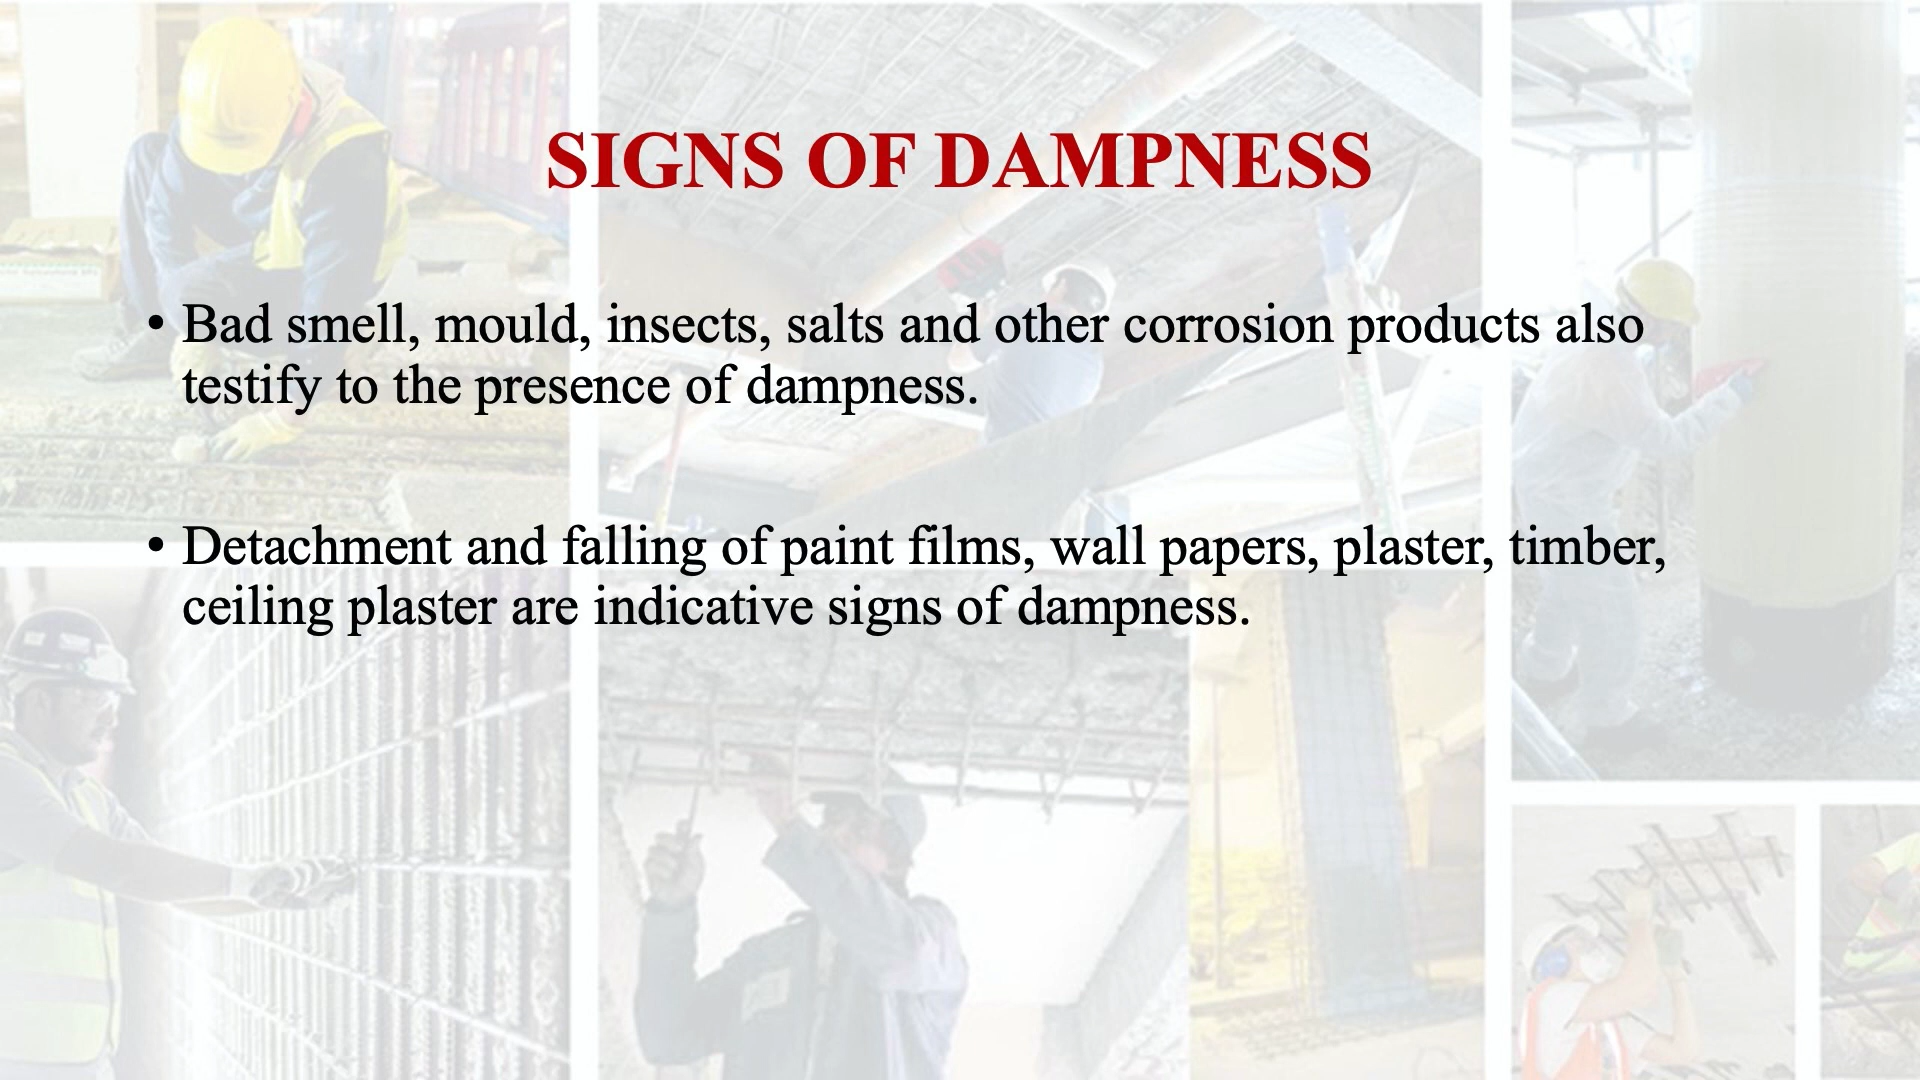 SIGNS OF DAMPNESS
• Bad smell, mould, insects, salts and other corrosion products also
testify to the presence of dampness.
• Detachment and falling of paint films, wall papers, plaster, timber,
ceiling plaster are indicative signs of dampness.